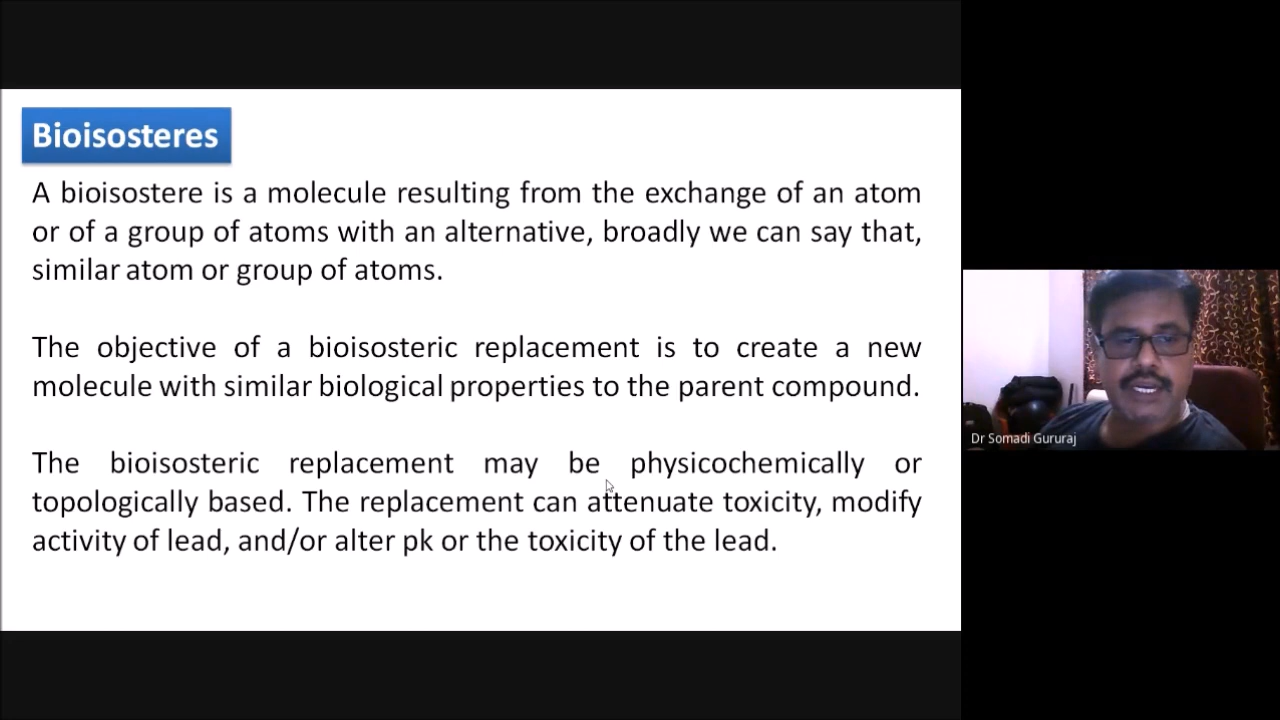 Bioisosteres
A bioisostere is a molecule resulting from the exchange of an atom
or of a group of atoms with an alternative, broadly we can say that,
similar atom or group of atoms.
The objective of a bioisosteric replacement is to create a new
molecule with similar biological properties to the parent compound.
The bioisosteric replacement may be physicochemically or
topologically based. The replacement can attenuate toxicity, modify
activity of lead, and/or alter pk or the toxicity of the lead.
Dr Somadi Gururaj